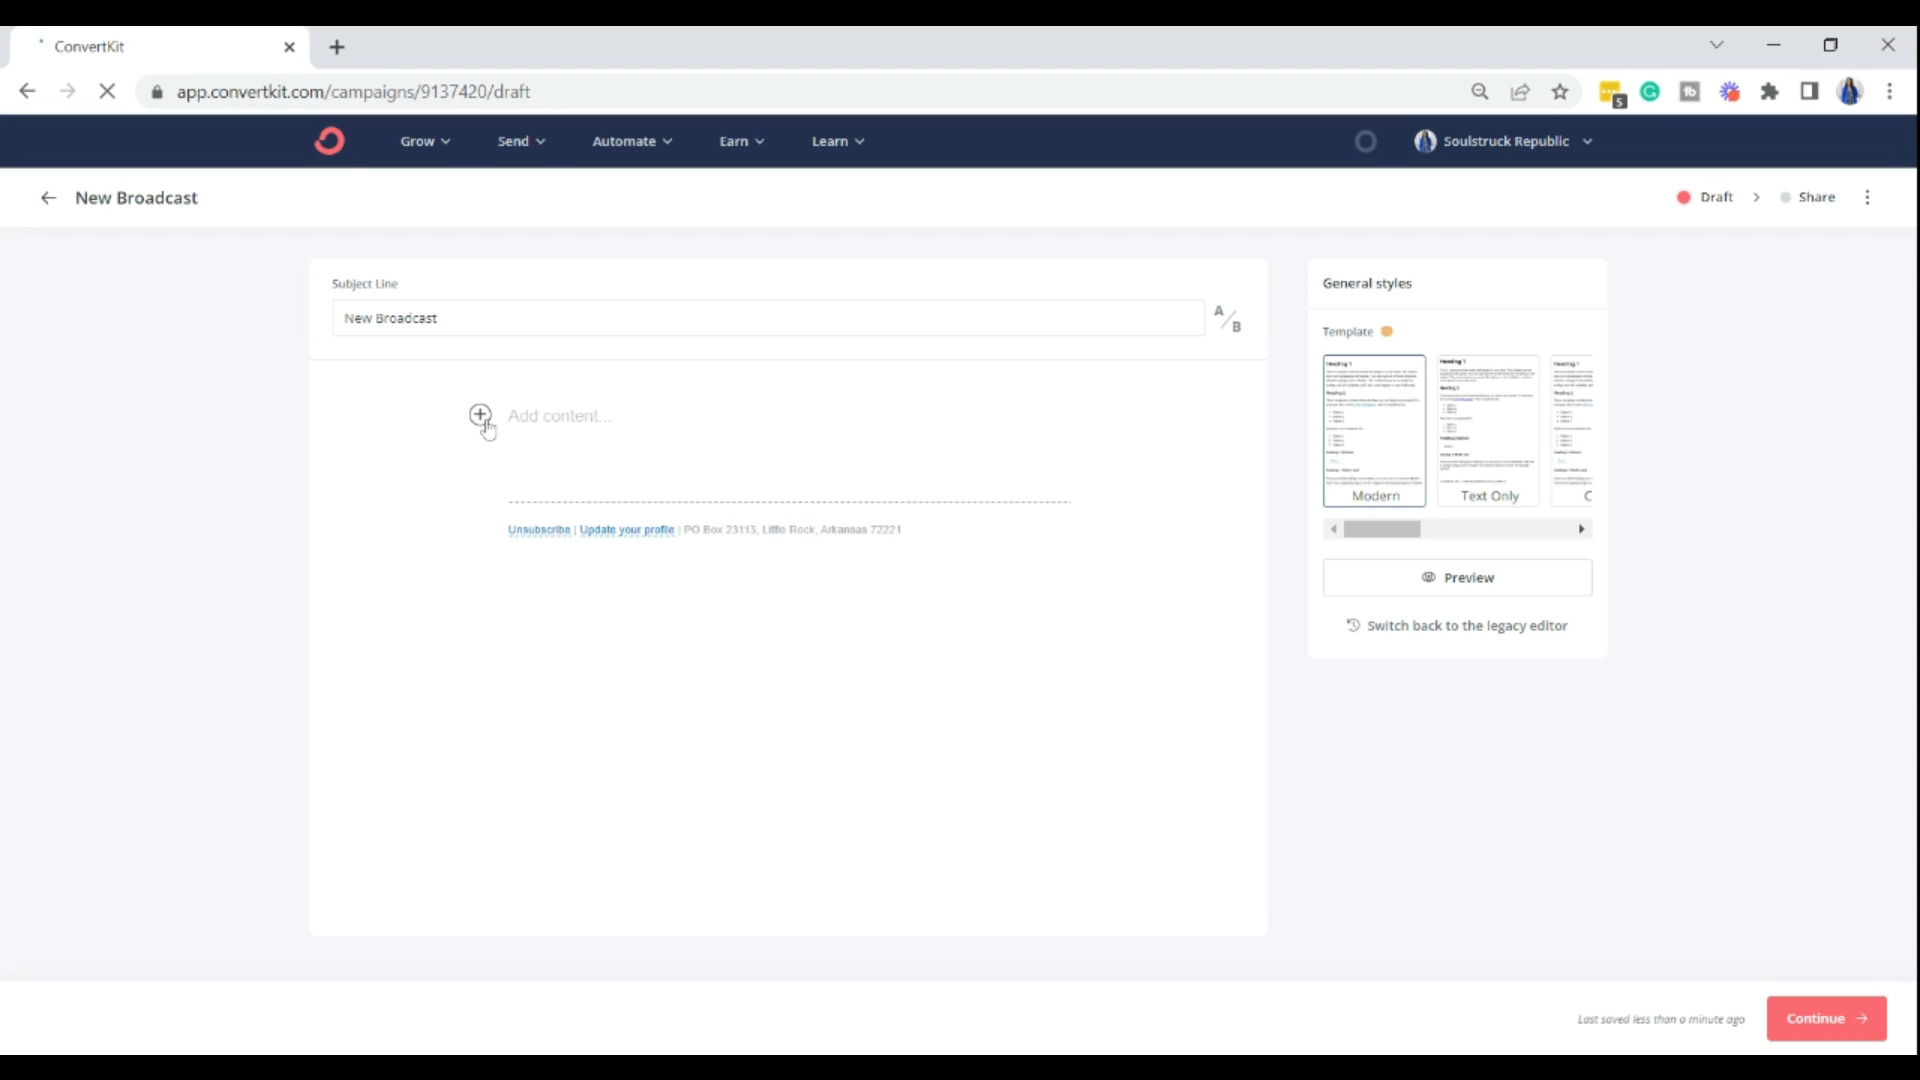 ConvertKit
app.convertkit.com/campaigns/9137420/draft
5
Grow
Send
Automate
Earn
Learn
Soulstruck Republic
New Broadcast
Draft
Share
Subject Line
New Broadcast
A/B
Add content...
Unsubscribe | Update your profile | PO Box 23113, Little Rock, Arkansas 72221
General styles
Template
Heading 1
Heading 1
Heading 1
Modern
Text Only
C
Preview
Switch back to the legacy editor
Last saved less than a minute ago
Continue